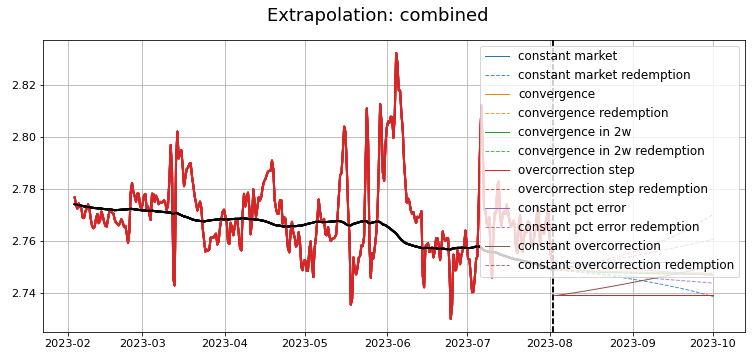 Extrapolation: combined
2.82
2.80
2.78
2.76
2.74
constant market
constant market redemption
convergence
convergence redemption
convergence in 2w
convergence in 2w redemption
overcorrection step
overcorrection step redemption
constant pct error
constant pct error redemption
constant overcorrection
constant overcorrection redemption
2023-02 2023-03 2023-04 2023-05 2023-06 2023-07 2023-08 2023-09 2023-10